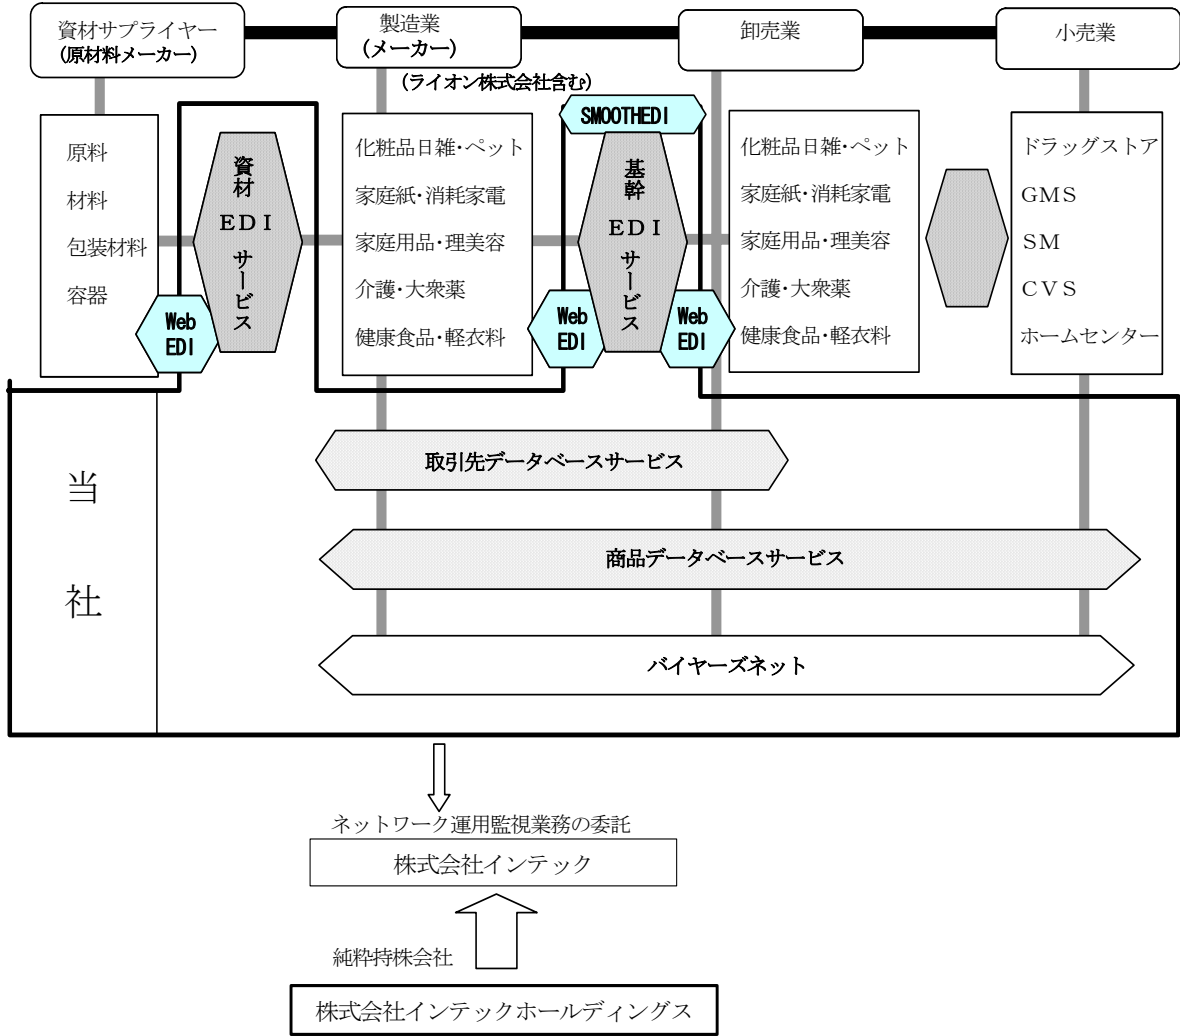 資材サプライヤー
(原材料メーカー)
製造業
(メーカー)
卸売業
小売業
(ライオン株式会社含む)
原料
材料
包装材料
容器
資材
ＥＤＩ
サービス
Web
EDI
化粧品日雑・ペット
家庭紙・消耗家電
家庭用品・理美容
介護・大衆薬
健康食品・軽衣料
SMOOTHEDI
基幹
ＥＤＩ
サービス
Web
EDI
Web
EDI
化粧品日雑・ペット
家庭紙・消耗家電
家庭用品・理美容
介護・大衆薬
健康食品・軽衣料
ドラッグストア
ＧＭＳ
ＳＭ
ＣＶＳ
ホームセンター
当
社
取引先データベースサービス
商品データベースサービス
バイヤーズネット
ネットワーク運用監視業務の委託
株式会社インテック
純粋持株会社
株式会社インテックホールディングス